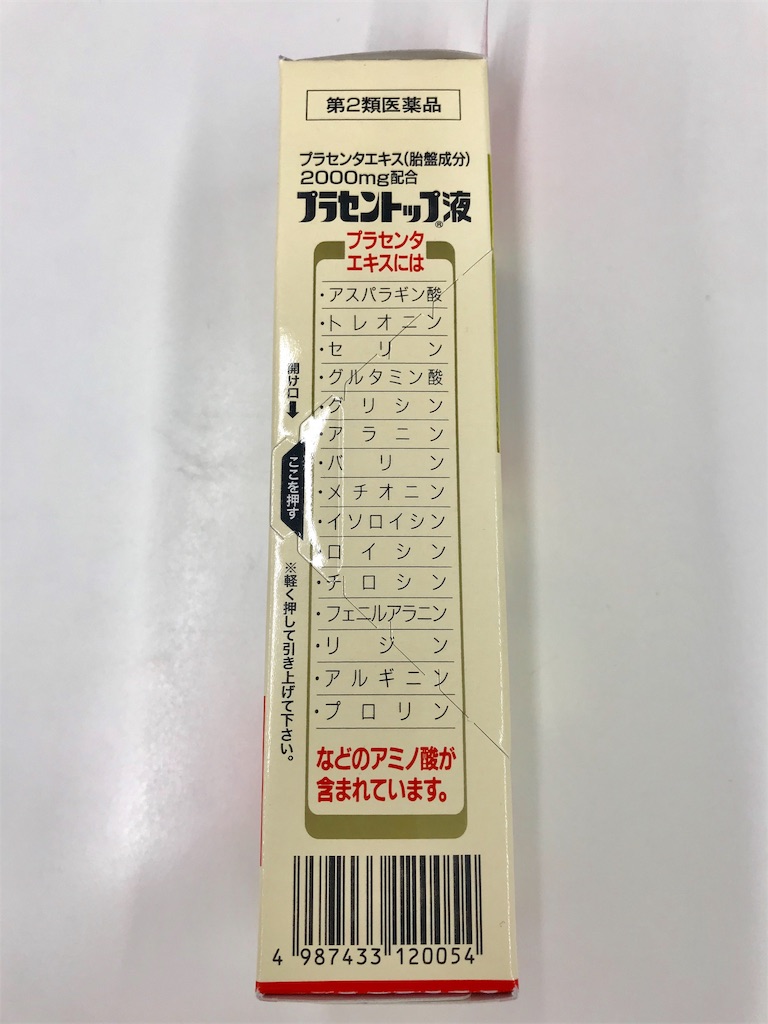 第2類医薬品
プラセンタエキス(胎盤成分)
2000mg配合
プラセントップ®液
プラセンタ
エキスには
・アスパラギン酸
・トレオニン
・セリン
・グルタミン酸
・グリシン
・アラニン
・バリン
・メチオニン
・イソロイシン
・ロイシン
・チロシン
・フェニルアラニン
・リジン
・アルギニン
・プロリン
などのアミノ酸が
含まれています。
開け口➡
ここを押す
※軽く押して引き上げて下さい。
4 987433 120054